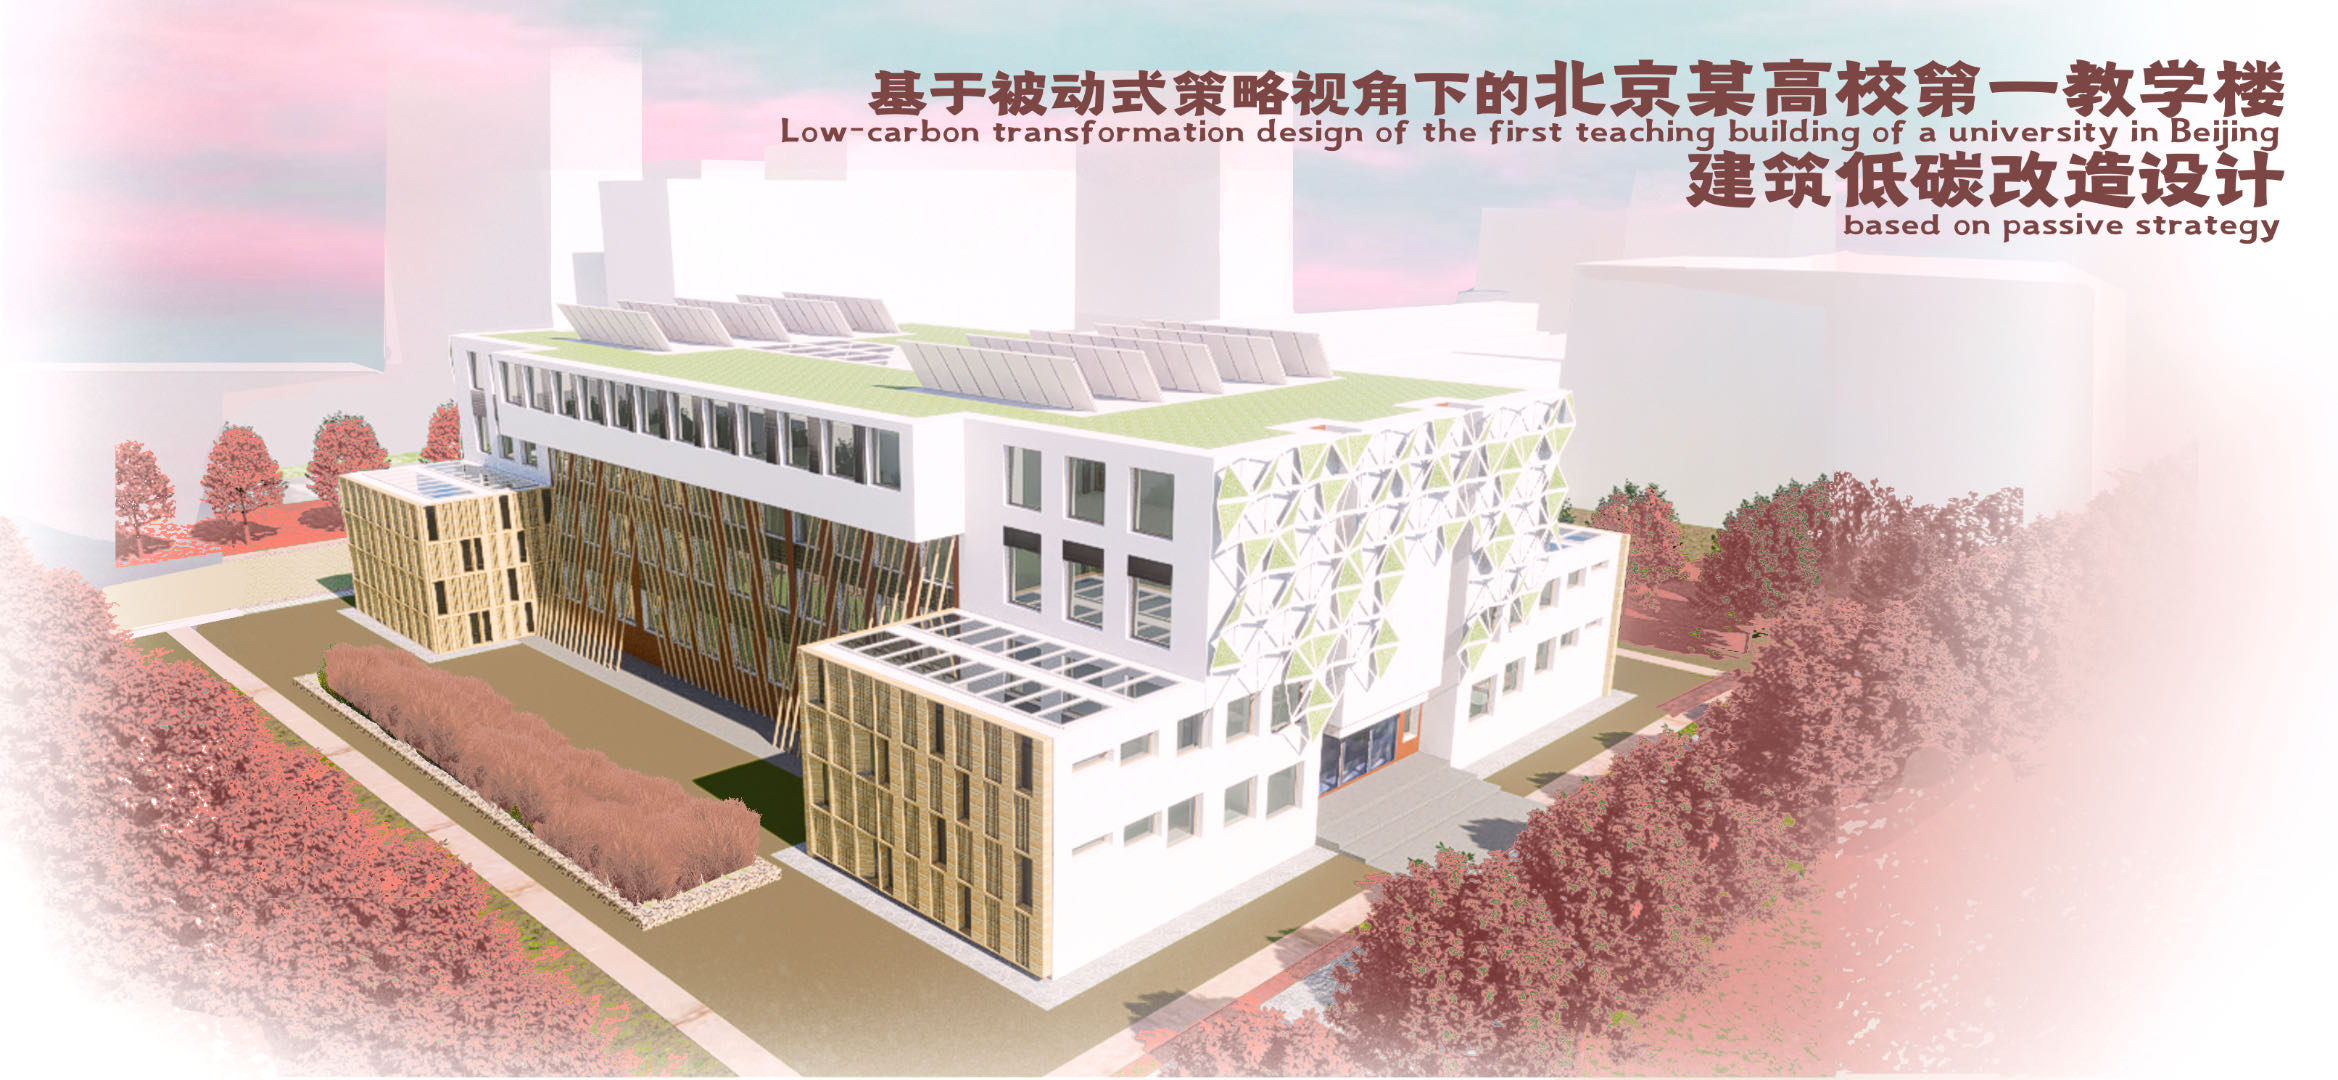 基于被动式策略视角下的北京某高校第一教学楼
Low-carbon transformation design of the first teaching building of a university in Beijing
建筑低碳改造设计
based on passive strategy